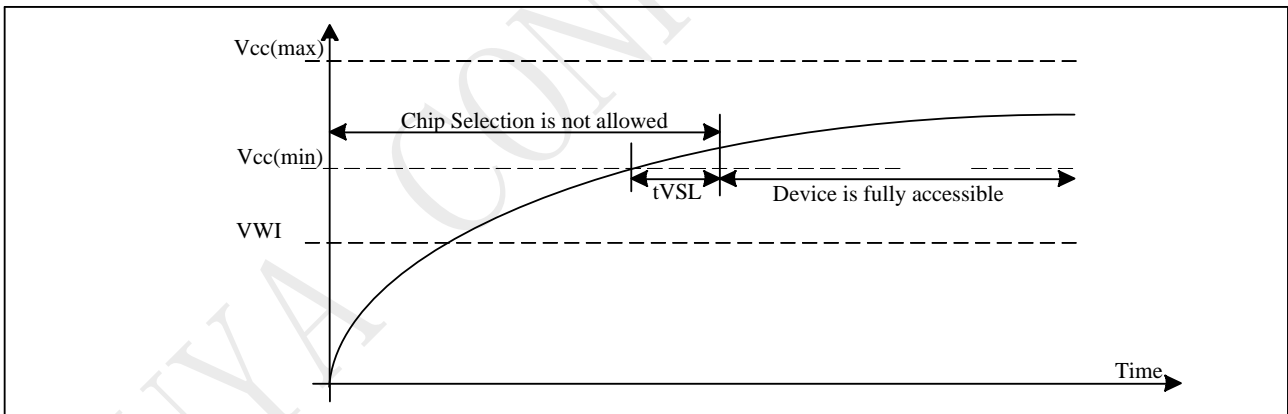 Vcc(max)
Chip Selection is not allowed
Vcc(min)
tVSL
Device is fully accessible
VWI
Time